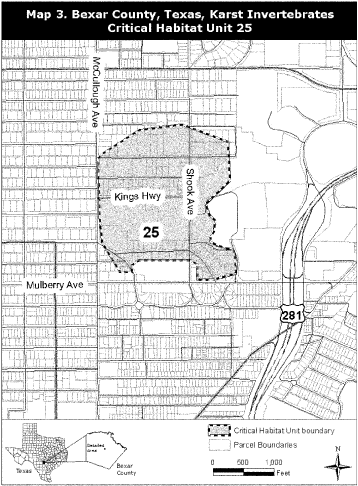 Map 3. Bexar County, Texas, Karst Invertebrates
Critical Habitat Unit 25
McCullough Ave
Kings Hwy
Shook Ave
25
Mulberry Ave
281
Texas
Detailed
Area
Bexar
County
Critical Habitat Unit boundary
Parcel Boundaries
0 500 1,000
Feet
N